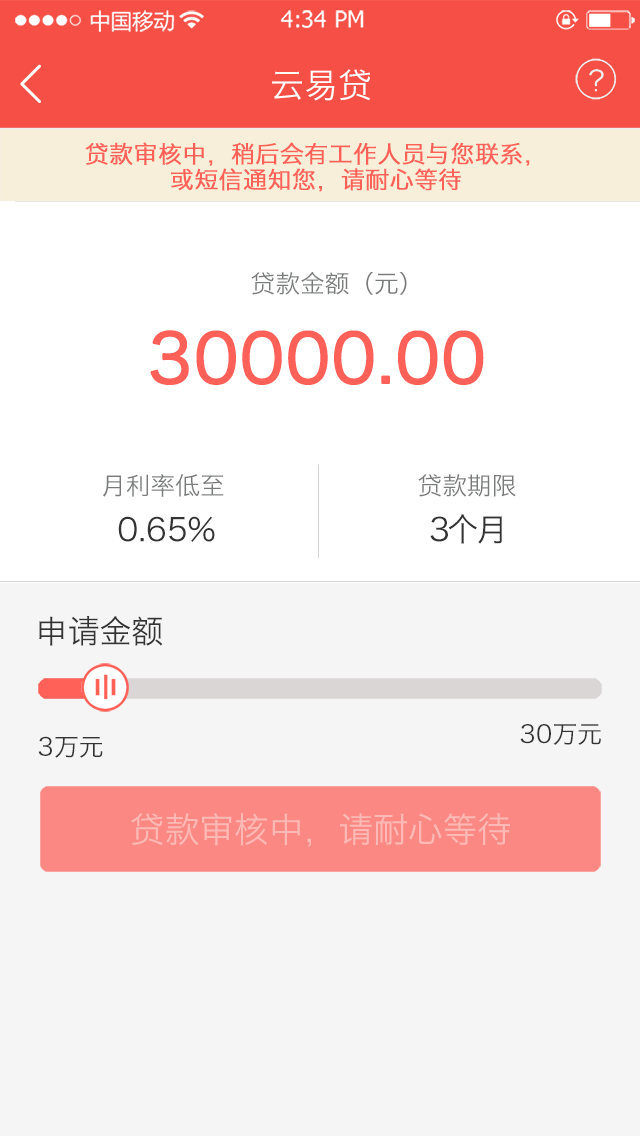 中国移动
4:34 PM
云易贷
?
贷款审核中，稍后会有工作人员与您联系，
或短信通知您，请耐心等待
贷款金额（元）
30000.00
月利率低至
贷款期限
0.65%
3个月
申请金额
3万元
30万元
贷款审核中，请耐心等待